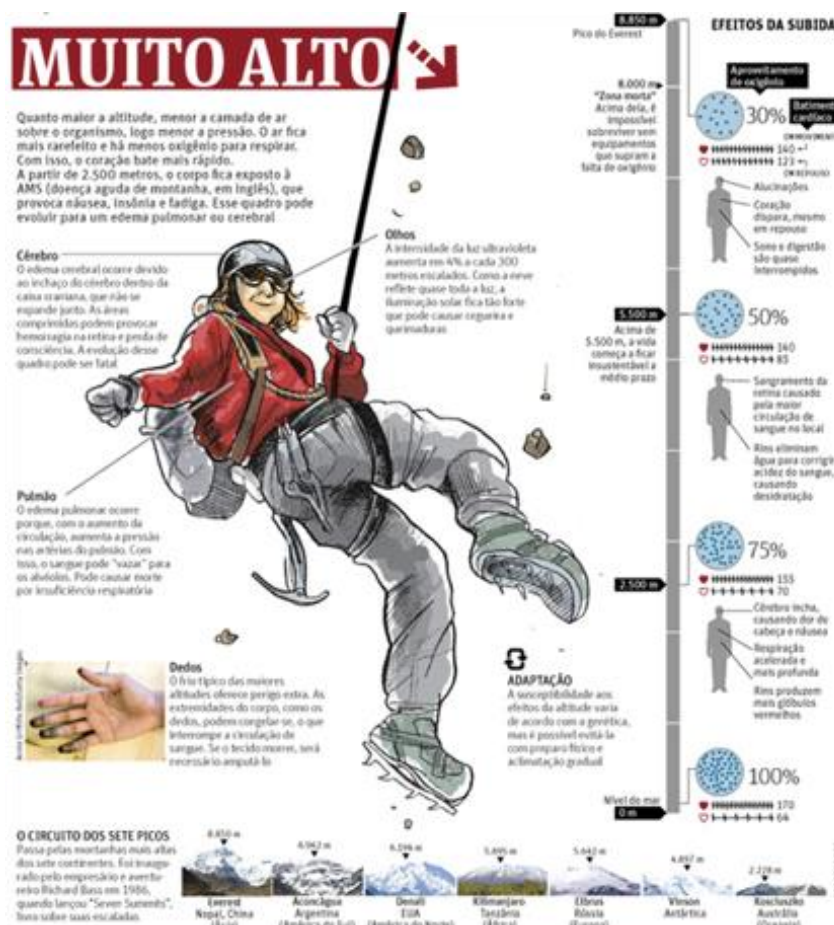 MUITO ALTO
Quanto maior a altitude, menor a camada de ar
sobre o organismo, logo menor a pressão. O ar fica
mais rarefeito e há menos oxigênio para respirar.
Com isso, o coração bate mais rápido.
A partir de 2.500 metros, o corpo fica exposto à
AMS (doença aguda de montanha, em inglês), que
provoca náusea, insônia e fadiga. Esse quadro pode
evoluir para um edema pulmonar ou cerebral
Cérebro
O edema cerebral ocorre devido
ao inchaço do cérebro dentro da
caixa craniana, que não se
expande junto. As áreas
comprimidas podem provocar
hemorragia na retina e perda de
consciência. A evolução desse
quadro pode ser fatal
Olhos
A intensidade da luz ultravioleta
aumenta em 4% a cada 300
metros escalados. Como a neve
reflete quase toda a luz, a
iluminação solar fica tão forte
que pode causar cegueira e
queimaduras
Pulmão
O edema pulmonar ocorre
porque, com o aumento da
circulação, aumenta a pressão
nas artérias do pulmão. Com
isso, o sangue pode "vazar" para
os alvéolos. Pode causar morte
por insuficiência respiratória
Dedos
O frio típico das maiores
altitudes oferece perigo extra. As
extremidades do corpo, como os
dedos, podem congelar-se, o que
interrompe a circulação de
sangue. Se o tecido morrer, será
necessário amputá-lo
ADAPTAÇÃO
A susceptibilidade aos
efeitos da altitude varia
de acordo com a genética,
mas é possível evitá-la
com preparo físico e
aclimatação gradual
EFEITOS DA SUBIDA
8.850 m
Pico do Everest
8.000 m
"Zona morta"
Acima dela, é
impossível
sobreviver sem
equipamentos
que supram a
falta de oxigênio
Aproveitamento
de oxigênio
30%
Batiment
cardíaco
EM MOVIMENT
140
123
EM REPOUSO
Alucinações
Coração
dispara, mesmo
em repouso
Sono e digestão
são quase
interrompidos
5.500 m
Acima de
5.500 m, a vida
começa a ficar
insustentável a
médio prazo
50%
140
85
Sangramento da
retina causado
pela maior
circulação de
sangue no local
Rins eliminam
água para corrigir
acidez do sangue,
causando
desidratação
2.500 m
75%
155
70
Cérebro incha,
causando dor de
cabeça e náusea
Respiração
acelerada e
mais profunda
Rins produzem
mais glóbulos
vermelhos
Nível do mar
0 m
100%
170
64
O CIRCUITO DOS SETE PICOS
Passa pelas montanhas mais altas
dos sete continentes. Foi inaugu-
rado pelo empresário e aventu-
reiro Richard Bass em 1986,
quando lançou "Seven Summits",
livro sobre suas escaladas.
8.850 m
Everest
Nepal, China
(Ásia)
6.962 m
Aconcágua
Argentina
(América do Sul)
6.194 m
Denali
EUA
(América do Norte)
5.895 m
Kilimanjaro
Tanzânia
(África)
5.642 m
Elbrus
Rússia
(Europa)
4.897 m
Vinson
Antártica
2.228 m
Kosciuszko
Austrália
(Oceania)